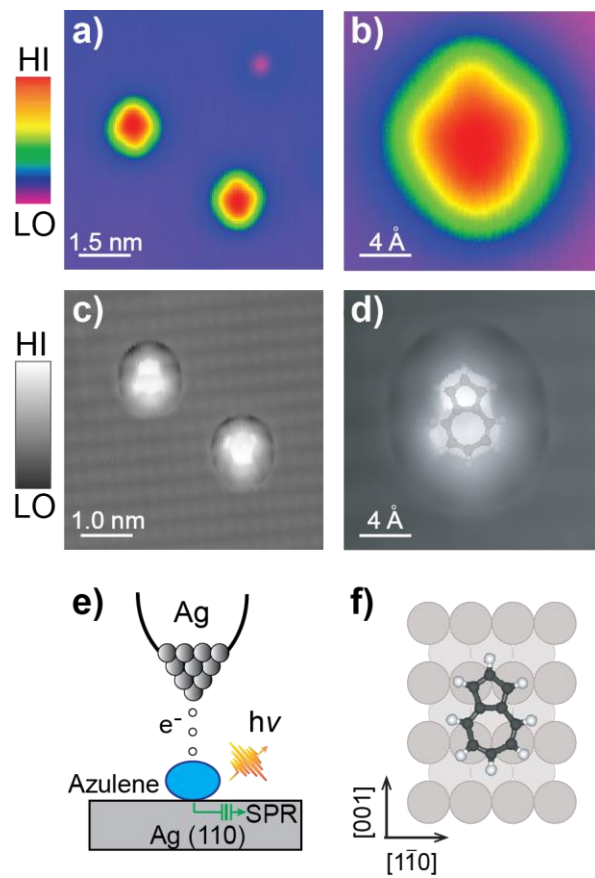 a)
b)
HI
LO
1.5 nm
4 Å
c)
d)
HI
LO
1.0 nm
4 Å
e)
f)
Ag
e-
hν
Azulene
SPR
Ag (110)
[001]
[11̄0]